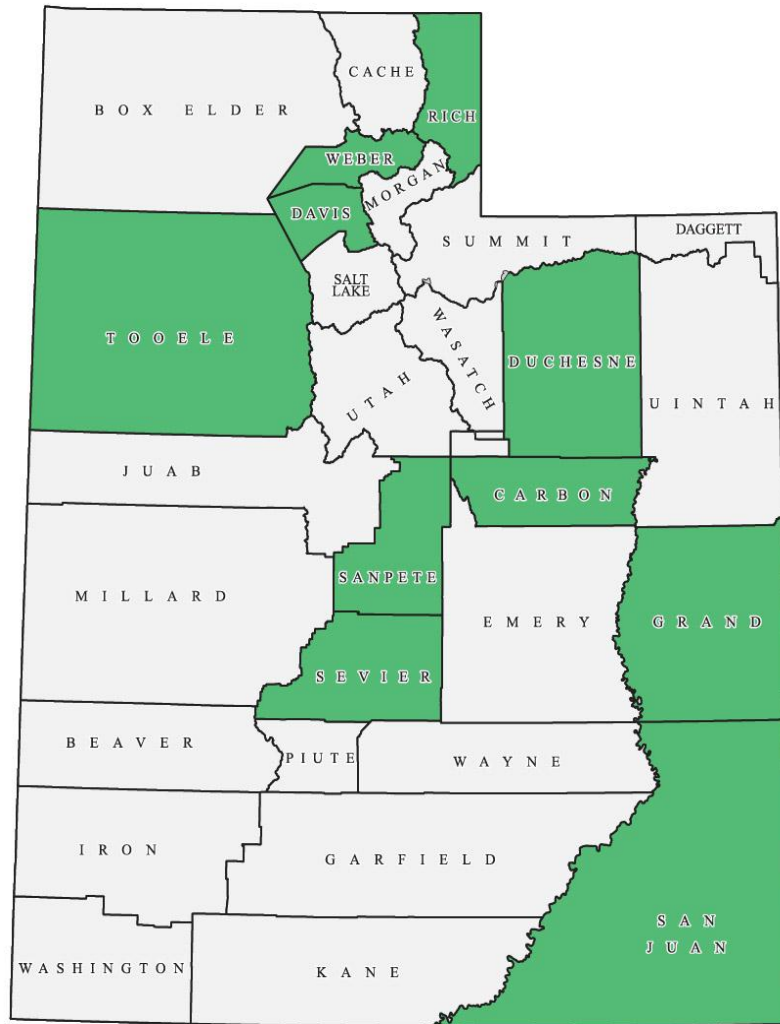 CACHE
BOX ELDER
RICH
WEBER
MORGAN
DAVIS
SUMMIT
DAGGETT
SALT
LAKE
TOOELE
WASATCH
DUCHESNE
UTAH
UINTAH
JUAB
CARBON
SANPETE
MILLARD
EMERY
GRAND
SEVIER
BEAVER
PIUTE
WAYNE
IRON
GARFIELD
SAN
JUAN
WASHINGTON
KANE